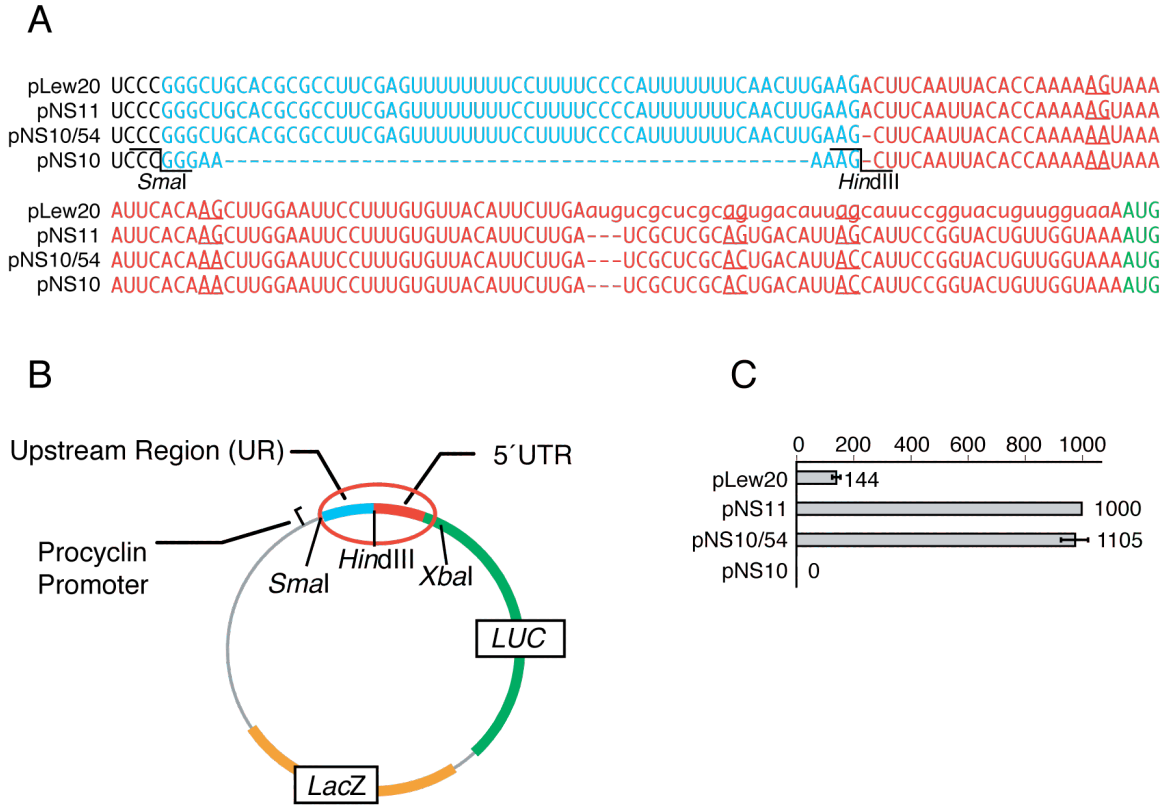 A
pLew20 UCCCGGGCUGCACGCGCCUUCGAGUUUUUUUUCCUUUUCCCCAUUUUUUUCAACUUGAAGACUUCAAUUACACCAAAAAGUAAA
pNS11 UCCCGGGCUGCACGCGCCUUCGAGUUUUUUUUCCUUUUCCCCAUUUUUUUCAACUUGAAGACUUCAAUUACACCAAAAAGUAAA
pNS10/54 UCCCGGGCUGCACGCGCCUUCGAGUUUUUUUUCCUUUUCCCCAUUUUUUUCAACUUGAAG-CUUCAAUUACACCAAAAAAUAAA
pNS10 UCCCGGGAA-----------------------------------------------AAAG-CUUCAAUUACACCAAAAAAUAAA
SmaI HindIII
pLew20 AUUCACAAGCUUGGAAUUCCUUUGUGUUACAUUCUUGAaugucgcucgcagugacauuagcauuccgguacuguugguaaAAUG
pNS11 AUUCACAAGCUUGGAAUUCCUUUGUGUUACAUUCUUGA---UCGCUCGCAGUGACAUUAGCAUUCCGGUACUGUUGGUAAAAUG
pNS10/54 AUUCACAAACUUGGAAUUCCUUUGUGUUACAUUCUUGA---UCGCUCGCACUGACAUUACCAUUCCGGUACUGUUGGUAAAAUG
pNS10 AUUCACAAACUUGGAAUUCCUUUGUGUUACAUUCUUGA---UCGCUCGCACUGACAUUACCAUUCCGGUACUGUUGGUAAAAUG
B
Upstream Region (UR)
5´UTR
Procyclin
Promoter
SmaI
HindIII
XbaI
LUC
LacZ
C
0 200 400 600 800 1000
pLew20 144
pNS11 1000
pNS10/54 1105
pNS10 0